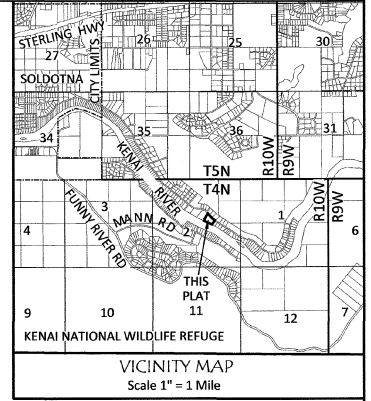 STERLING HWY
26
25
30
27
SOLDOTNA
CITY LIMITS
34
35
36
31
KENAI RIVER
T5N
R10W
R9W
T4N
FUNNY RIVER RD
MANN RD
3
2
1
R10W
R9W
4
6
THIS
PLAT
9
10
11
12
7
KENAI NATIONAL WILDLIFE REFUGE
VICINITY MAP
Scale 1" = 1 Mile